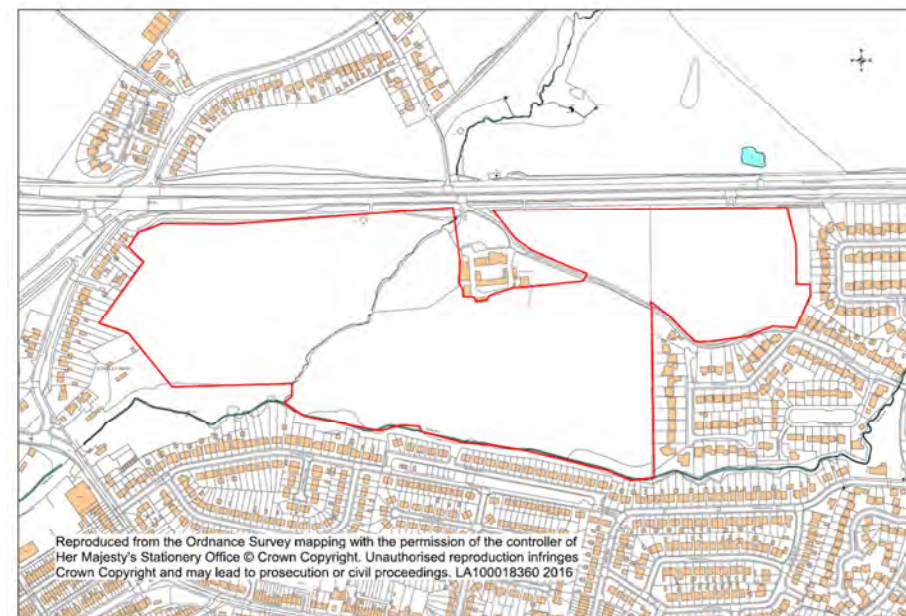 Reproduced from the Ordnance Survey mapping with the permission of the controller of
Her Majesty's Stationery Office © Crown Copyright. Unauthorised reproduction infringes
Crown Copyright and may lead to prosecution or civil proceedings. LA100018360 2016